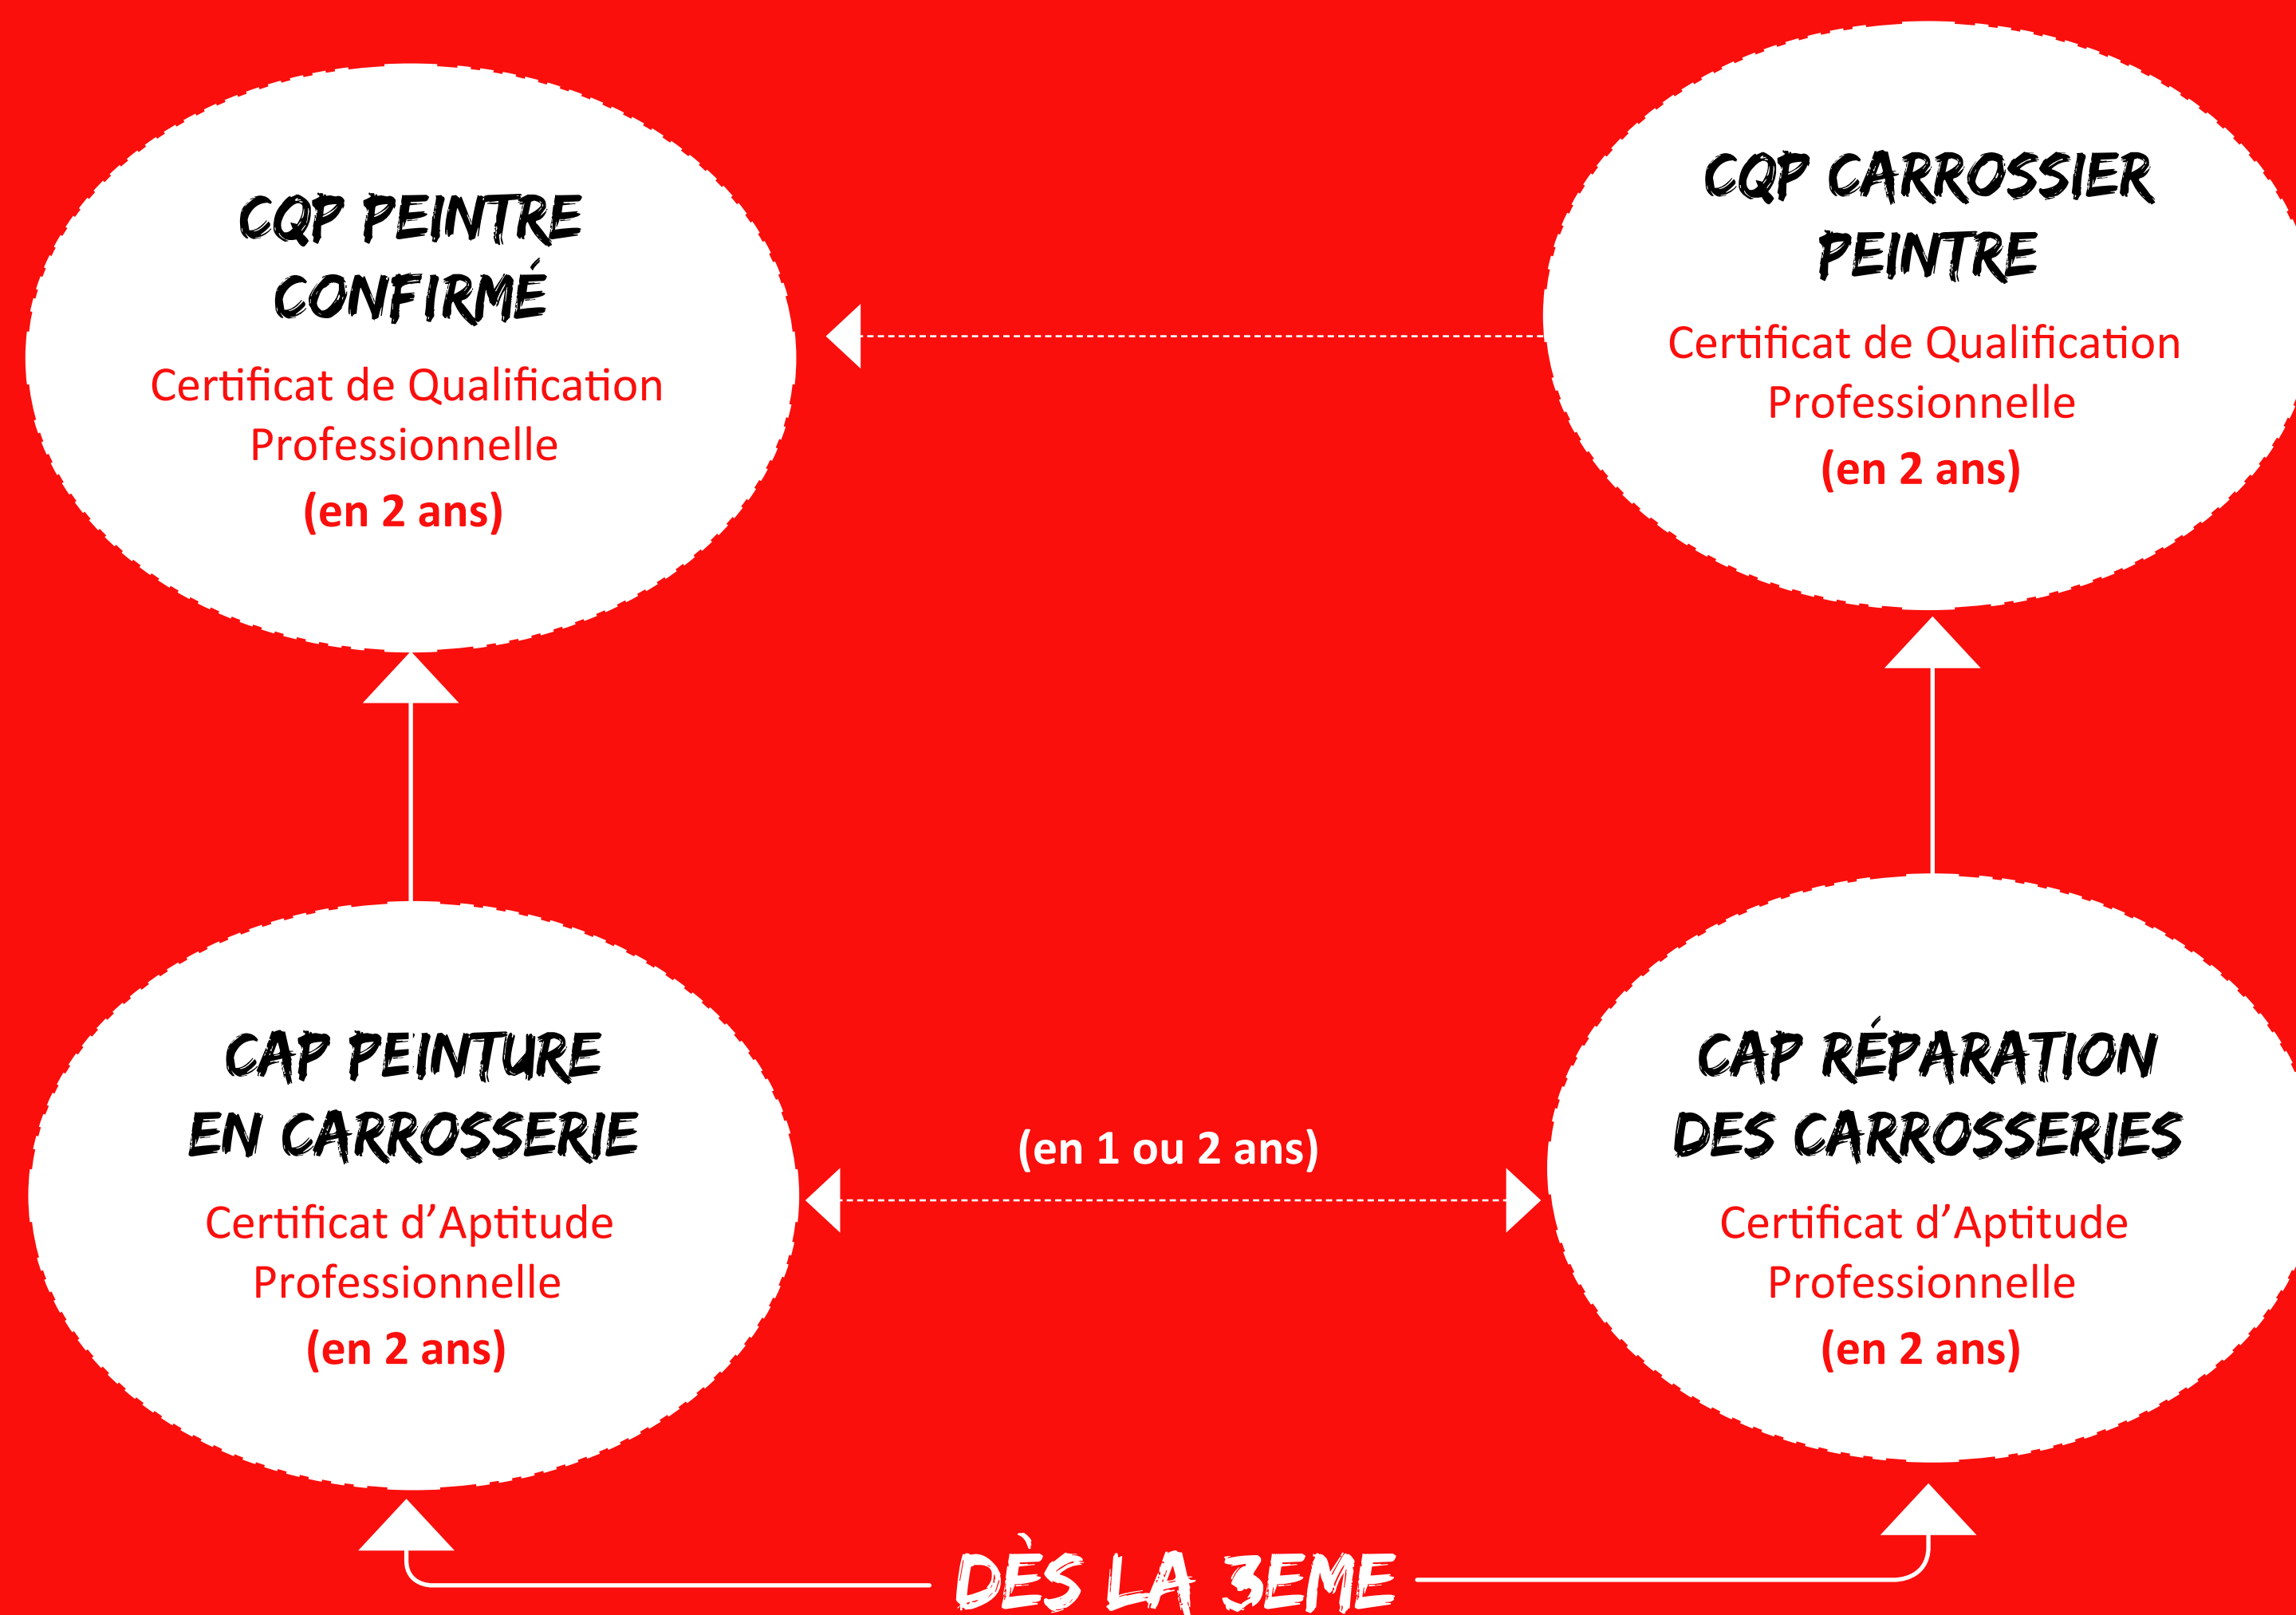 CQP PEINTRE
CONFIRMÉ
Certificat de Qualification
Professionnelle
(en 2 ans)
CQP CARROSSIER
PEINTRE
Certificat de Qualification
Professionnelle
(en 2 ans)
CAP PEINTURE
EN CARROSSERIE
Certificat d’Aptitude
Professionnelle
(en 2 ans)
(en 1 ou 2 ans)
CAP RÉPARATION
DES CARROSSERIES
Certificat d’Aptitude
Professionnelle
(en 2 ans)
DÈS LA 3EME